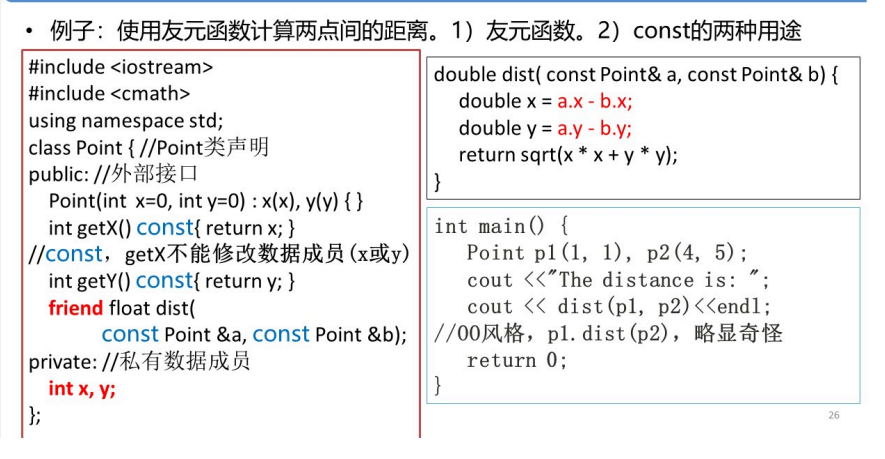 • 例子：使用友元函数计算两点间的距离。1）友元函数。2）const的两种用途
#include <iostream>
#include <cmath>
using namespace std;
class Point { //Point类声明
public: //外部接口
Point(int x=0, int y=0) : x(x), y(y) { }
int getX() const{ return x; }
//const，getX不能修改数据成员(x或y)
int getY() const{ return y; }
friend float dist(
const Point &a, const Point &b);
private: //私有数据成员
int x, y;
};
double dist( const Point& a, const Point& b) {
double x = a.x - b.x;
double y = a.y - b.y;
return sqrt(x * x + y * y);
}
int main() {
Point p1(1, 1), p2(4, 5);
cout <<"The distance is: ";
cout << dist(p1, p2)<<endl;
//OO风格，p1.dist(p2)，略显奇怪
return 0;
}
26